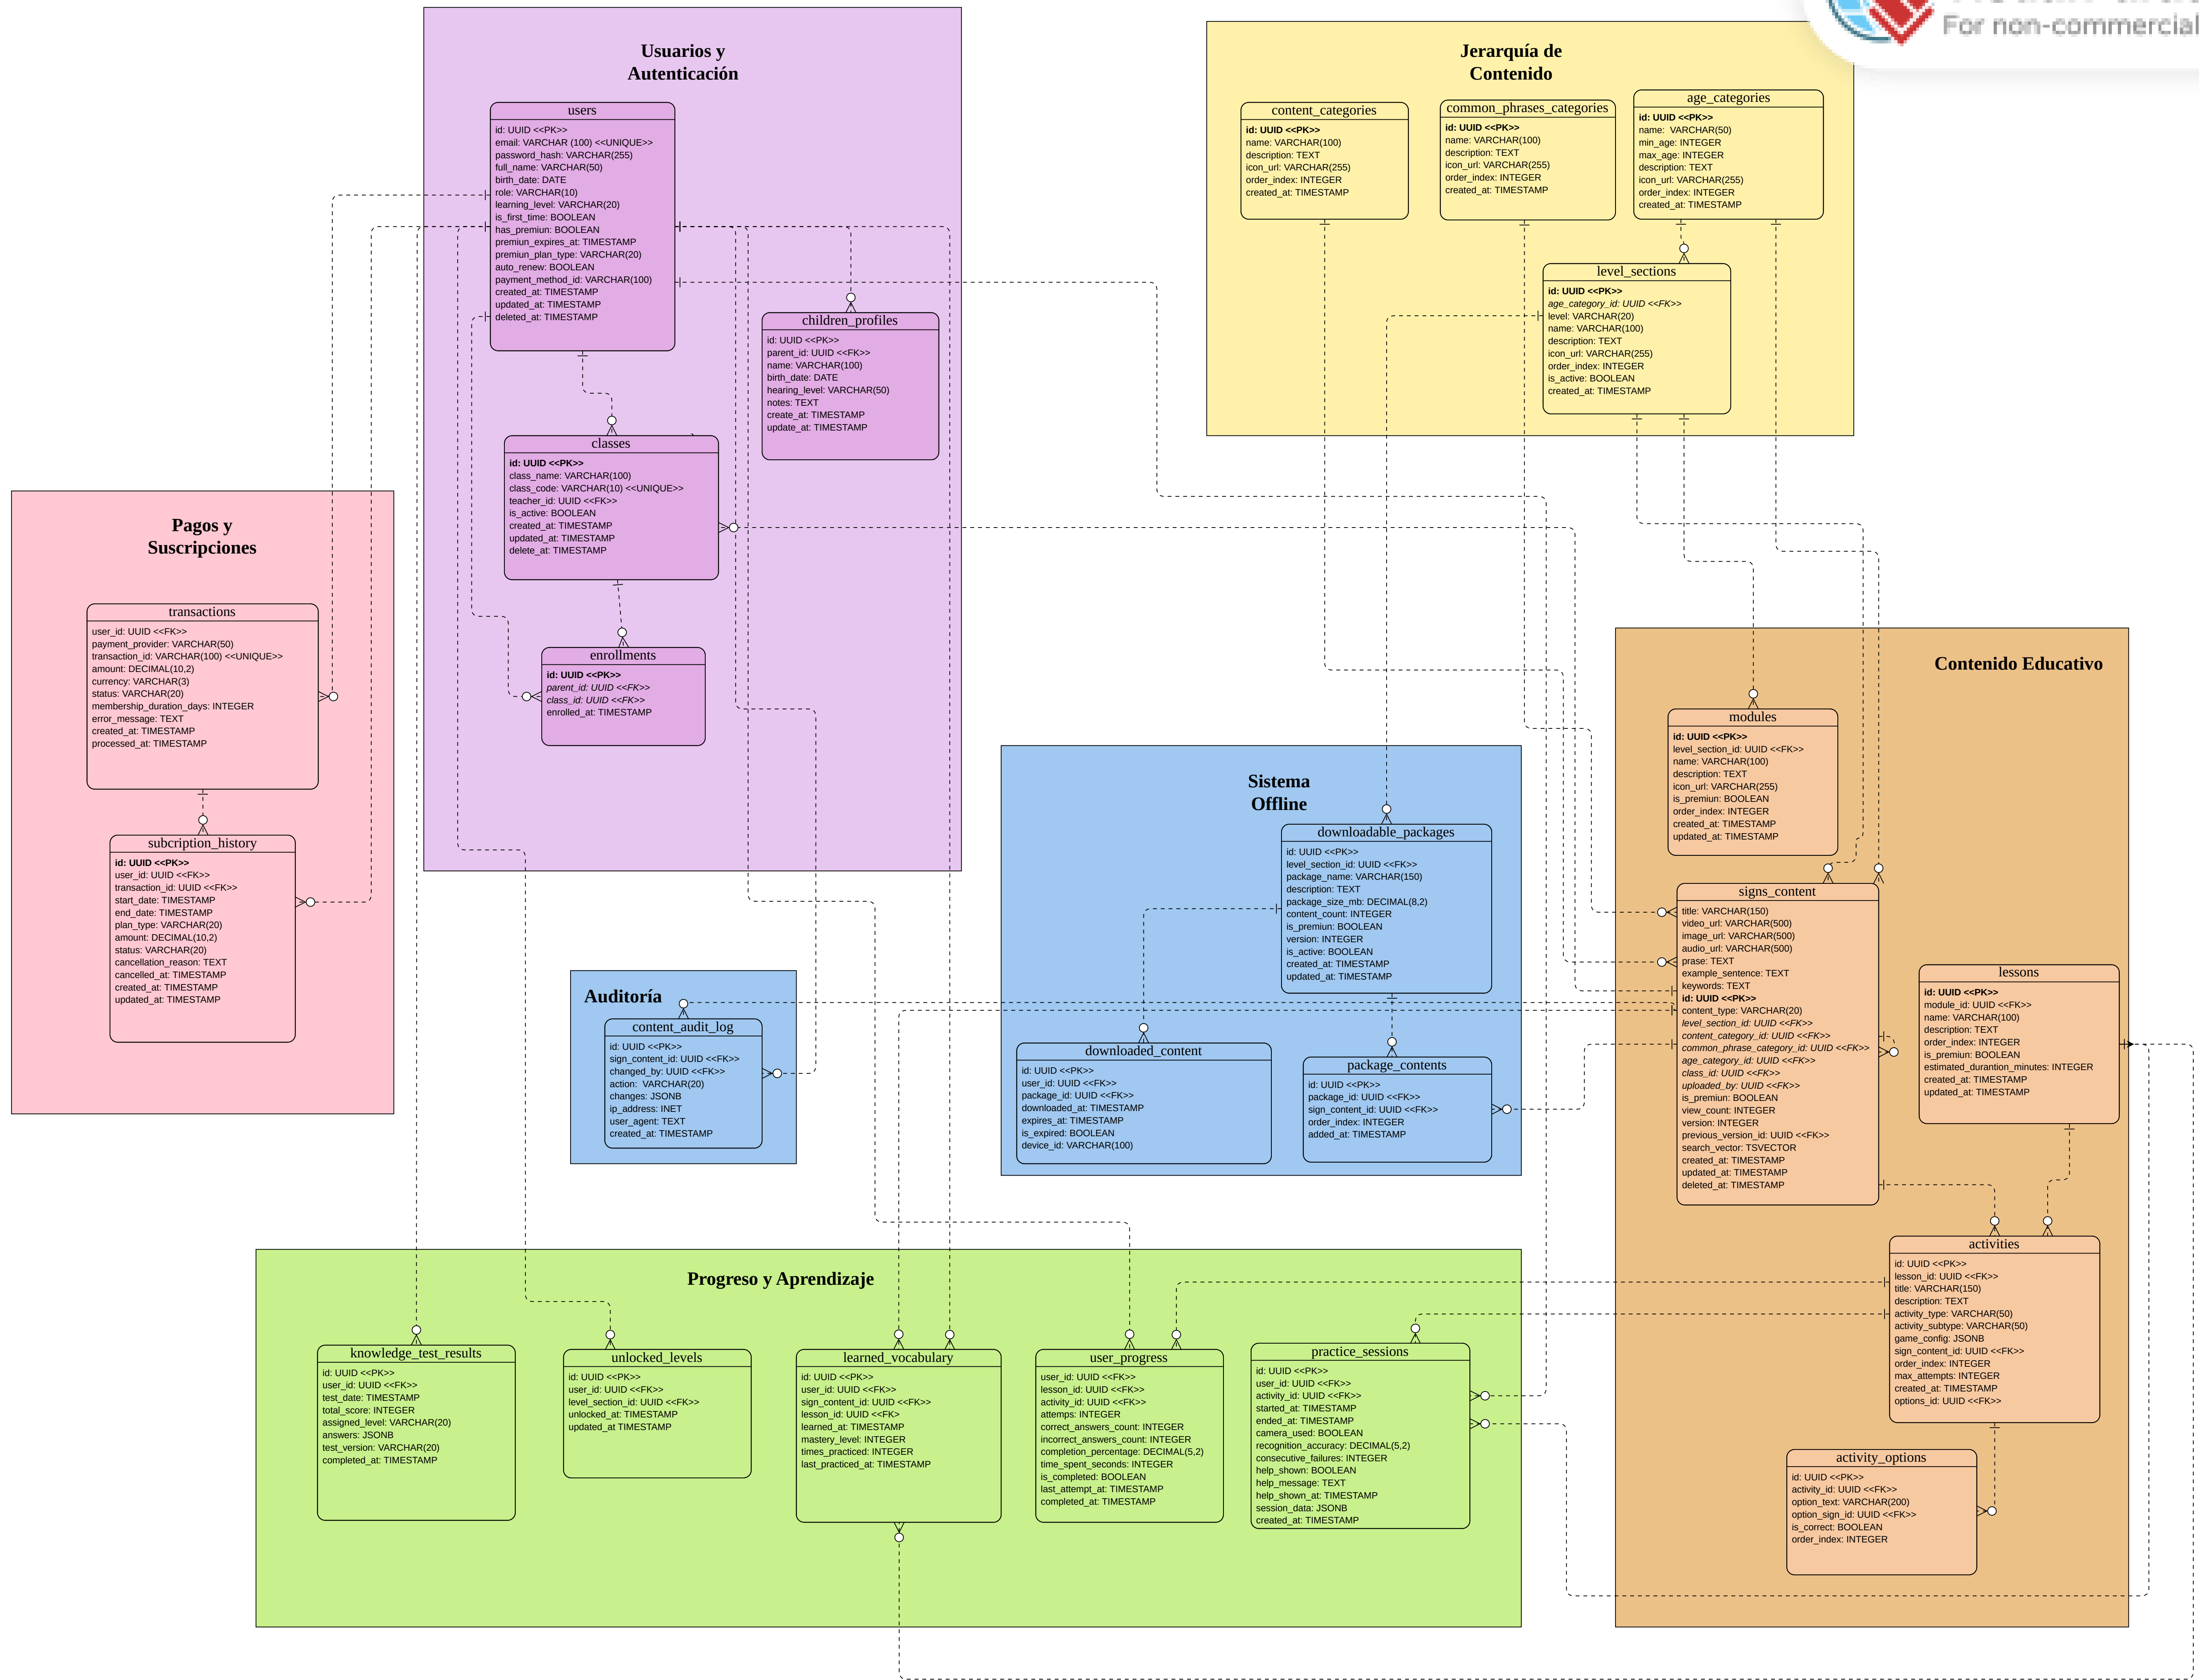 For non-commercial
Usuarios y
Autenticación
users
id: UUID <<PK>>
email: VARCHAR (100) <<UNIQUE>>
password_hash: VARCHAR(255)
full_name: VARCHAR(50)
birth_date: DATE
role: VARCHAR(10)
learning_level: VARCHAR(20)
is_first_time: BOOLEAN
has_premiun: BOOLEAN
premiun_expires_at: TIMESTAMP
premiun_plan_type: VARCHAR(20)
auto_renew: BOOLEAN
payment_method_id: VARCHAR(100)
created_at: TIMESTAMP
updated_at: TIMESTAMP
deleted_at: TIMESTAMP
children_profiles
id: UUID <<PK>>
parent_id: UUID <<FK>>
name: VARCHAR(100)
birth_date: DATE
hearing_level: VARCHAR(50)
notes: TEXT
create_at: TIMESTAMP
update_at: TIMESTAMP
classes
id: UUID <<PK>>
class_name: VARCHAR(100)
class_code: VARCHAR(10) <<UNIQUE>>
teacher_id: UUID <<FK>>
is_active: BOOLEAN
created_at: TIMESTAMP
updated_at: TIMESTAMP
delete_at: TIMESTAMP
enrollments
id: UUID <<PK>>
parent_id: UUID <<FK>>
class_id: UUID <<FK>>
enrolled_at: TIMESTAMP
Jerarquía de
Contenido
content_categories
id: UUID <<PK>>
name: VARCHAR(100)
description: TEXT
icon_url: VARCHAR(255)
order_index: INTEGER
created_at: TIMESTAMP
common_phrases_categories
id: UUID <<PK>>
name: VARCHAR(100)
description: TEXT
icon_url: VARCHAR(255)
order_index: INTEGER
created_at: TIMESTAMP
age_categories
id: UUID <<PK>>
name: VARCHAR(50)
min_age: INTEGER
max_age: INTEGER
description: TEXT
icon_url: VARCHAR(255)
order_index: INTEGER
created_at: TIMESTAMP
level_sections
id: UUID <<PK>>
age_category_id: UUID <<FK>>
level: VARCHAR(20)
name: VARCHAR(100)
description: TEXT
icon_url: VARCHAR(255)
order_index: INTEGER
is_active: BOOLEAN
created_at: TIMESTAMP
Pagos y
Suscripciones
transactions
user_id: UUID <<FK>>
payment_provider: VARCHAR(50)
transaction_id: VARCHAR(100) <<UNIQUE>>
amount: DECIMAL(10,2)
currency: VARCHAR(3)
status: VARCHAR(20)
membership_duration_days: INTEGER
error_message: TEXT
created_at: TIMESTAMP
processed_at: TIMESTAMP
subcription_history
id: UUID <<PK>>
user_id: UUID <<FK>>
transaction_id: UUID <<FK>>
start_date: TIMESTAMP
end_date: TIMESTAMP
plan_type: VARCHAR(20)
amount: DECIMAL(10,2)
status: VARCHAR(20)
cancellation_reason: TEXT
cancelled_at: TIMESTAMP
created_at: TIMESTAMP
updated_at: TIMESTAMP
Auditoría
content_audit_log
id: UUID <<PK>>
sign_content_id: UUID <<FK>>
changed_by: UUID <<FK>>
action: VARCHAR(20)
changes: JSONB
ip_address: INET
user_agent: TEXT
created_at: TIMESTAMP
Sistema
Offline
downloadable_packages
id: UUID <<PK>>
level_section_id: UUID <<FK>>
package_name: VARCHAR(150)
description: TEXT
package_size_mb: DECIMAL(8,2)
content_count: INTEGER
is_premiun: BOOLEAN
version: INTEGER
is_active: BOOLEAN
created_at: TIMESTAMP
updated_at: TIMESTAMP
downloaded_content
id: UUID <<PK>>
user_id: UUID <<FK>>
package_id: UUID <<FK>>
downloaded_at: TIMESTAMP
expires_at: TIMESTAMP
is_expired: BOOLEAN
device_id: VARCHAR(100)
package_contents
id: UUID <<PK>>
package_id: UUID <<FK>>
sign_content_id: UUID <<FK>>
order_index: INTEGER
added_at: TIMESTAMP
Contenido Educativo
modules
id: UUID <<PK>>
level_section_id: UUID <<FK>>
name: VARCHAR(100)
description: TEXT
icon_url: VARCHAR(255)
is_premiun: BOOLEAN
order_index: INTEGER
created_at: TIMESTAMP
updated_at: TIMESTAMP
signs_content
title: VARCHAR(150)
video_url: VARCHAR(500)
image_url: VARCHAR(500)
audio_url: VARCHAR(500)
prase: TEXT
example_sentence: TEXT
keywords: TEXT
id: UUID <<PK>>
content_type: VARCHAR(20)
level_section_id: UUID <<FK>>
content_category_id: UUID <<FK>>
common_phrase_category_id: UUID <<FK>>
age_category_id: UUID <<FK>>
class_id: UUID <<FK>>
uploaded_by: UUID <<FK>>
is_premiun: BOOLEAN
view_count: INTEGER
version: INTEGER
previous_version_id: UUID <<FK>>
search_vector: TSVECTOR
created_at: TIMESTAMP
updated_at: TIMESTAMP
deleted_at: TIMESTAMP
lessons
id: UUID <<PK>>
module_id: UUID <<FK>>
name: VARCHAR(100)
description: TEXT
order_index: INTEGER
is_premiun: BOOLEAN
estimated_durantion_minutes: INTEGER
created_at: TIMESTAMP
updated_at: TIMESTAMP
activities
id: UUID <<PK>>
lesson_id: UUID <<FK>>
title: VARCHAR(150)
description: TEXT
activity_type: VARCHAR(50)
activity_subtype: VARCHAR(50)
game_config: JSONB
sign_content_id: UUID <<FK>>
order_index: INTEGER
max_attempts: INTEGER
created_at: TIMESTAMP
options_id: UUID <<FK>>
activity_options
id: UUID <<PK>>
activity_id: UUID <<FK>>
option_text: VARCHAR(200)
option_sign_id: UUID <<FK>>
is_correct: BOOLEAN
order_index: INTEGER
Progreso y Aprendizaje
knowledge_test_results
id: UUID <<PK>>
user_id: UUID <<FK>>
test_date: TIMESTAMP
total_score: INTEGER
assigned_level: VARCHAR(20)
answers: JSONB
test_version: VARCHAR(20)
completed_at: TIMESTAMP
unlocked_levels
id: UUID <<PK>>
user_id: UUID <<FK>>
level_section_id: UUID <<FK>>
unlocked_at: TIMESTAMP
updated_at TIMESTAMP
learned_vocabulary
id: UUID <<PK>>
user_id: UUID <<FK>>
sign_content_id: UUID <<FK>>
lesson_id: UUID <<FK>
learned_at: TIMESTAMP
mastery_level: INTEGER
times_practiced: INTEGER
last_practiced_at: TIMESTAMP
user_progress
user_id: UUID <<FK>>
lesson_id: UUID <<FK>>
activity_id: UUID <<FK>>
attemps: INTEGER
correct_answers_count: INTEGER
incorrect_answers_count: INTEGER
completion_percentage: DECIMAL(5,2)
time_spent_seconds: INTEGER
is_completed: BOOLEAN
last_attempt_at: TIMESTAMP
completed_at: TIMESTAMP
practice_sessions
id: UUID <<PK>>
user_id: UUID <<FK>>
activity_id: UUID <<FK>>
started_at: TIMESTAMP
ended_at: TIMESTAMP
camera_used: BOOLEAN
recognition_accuracy: DECIMAL(5,2)
consecutive_failures: INTEGER
help_shown: BOOLEAN
help_message: TEXT
help_shown_at: TIMESTAMP
session_data: JSONB
created_at: TIMESTAMP